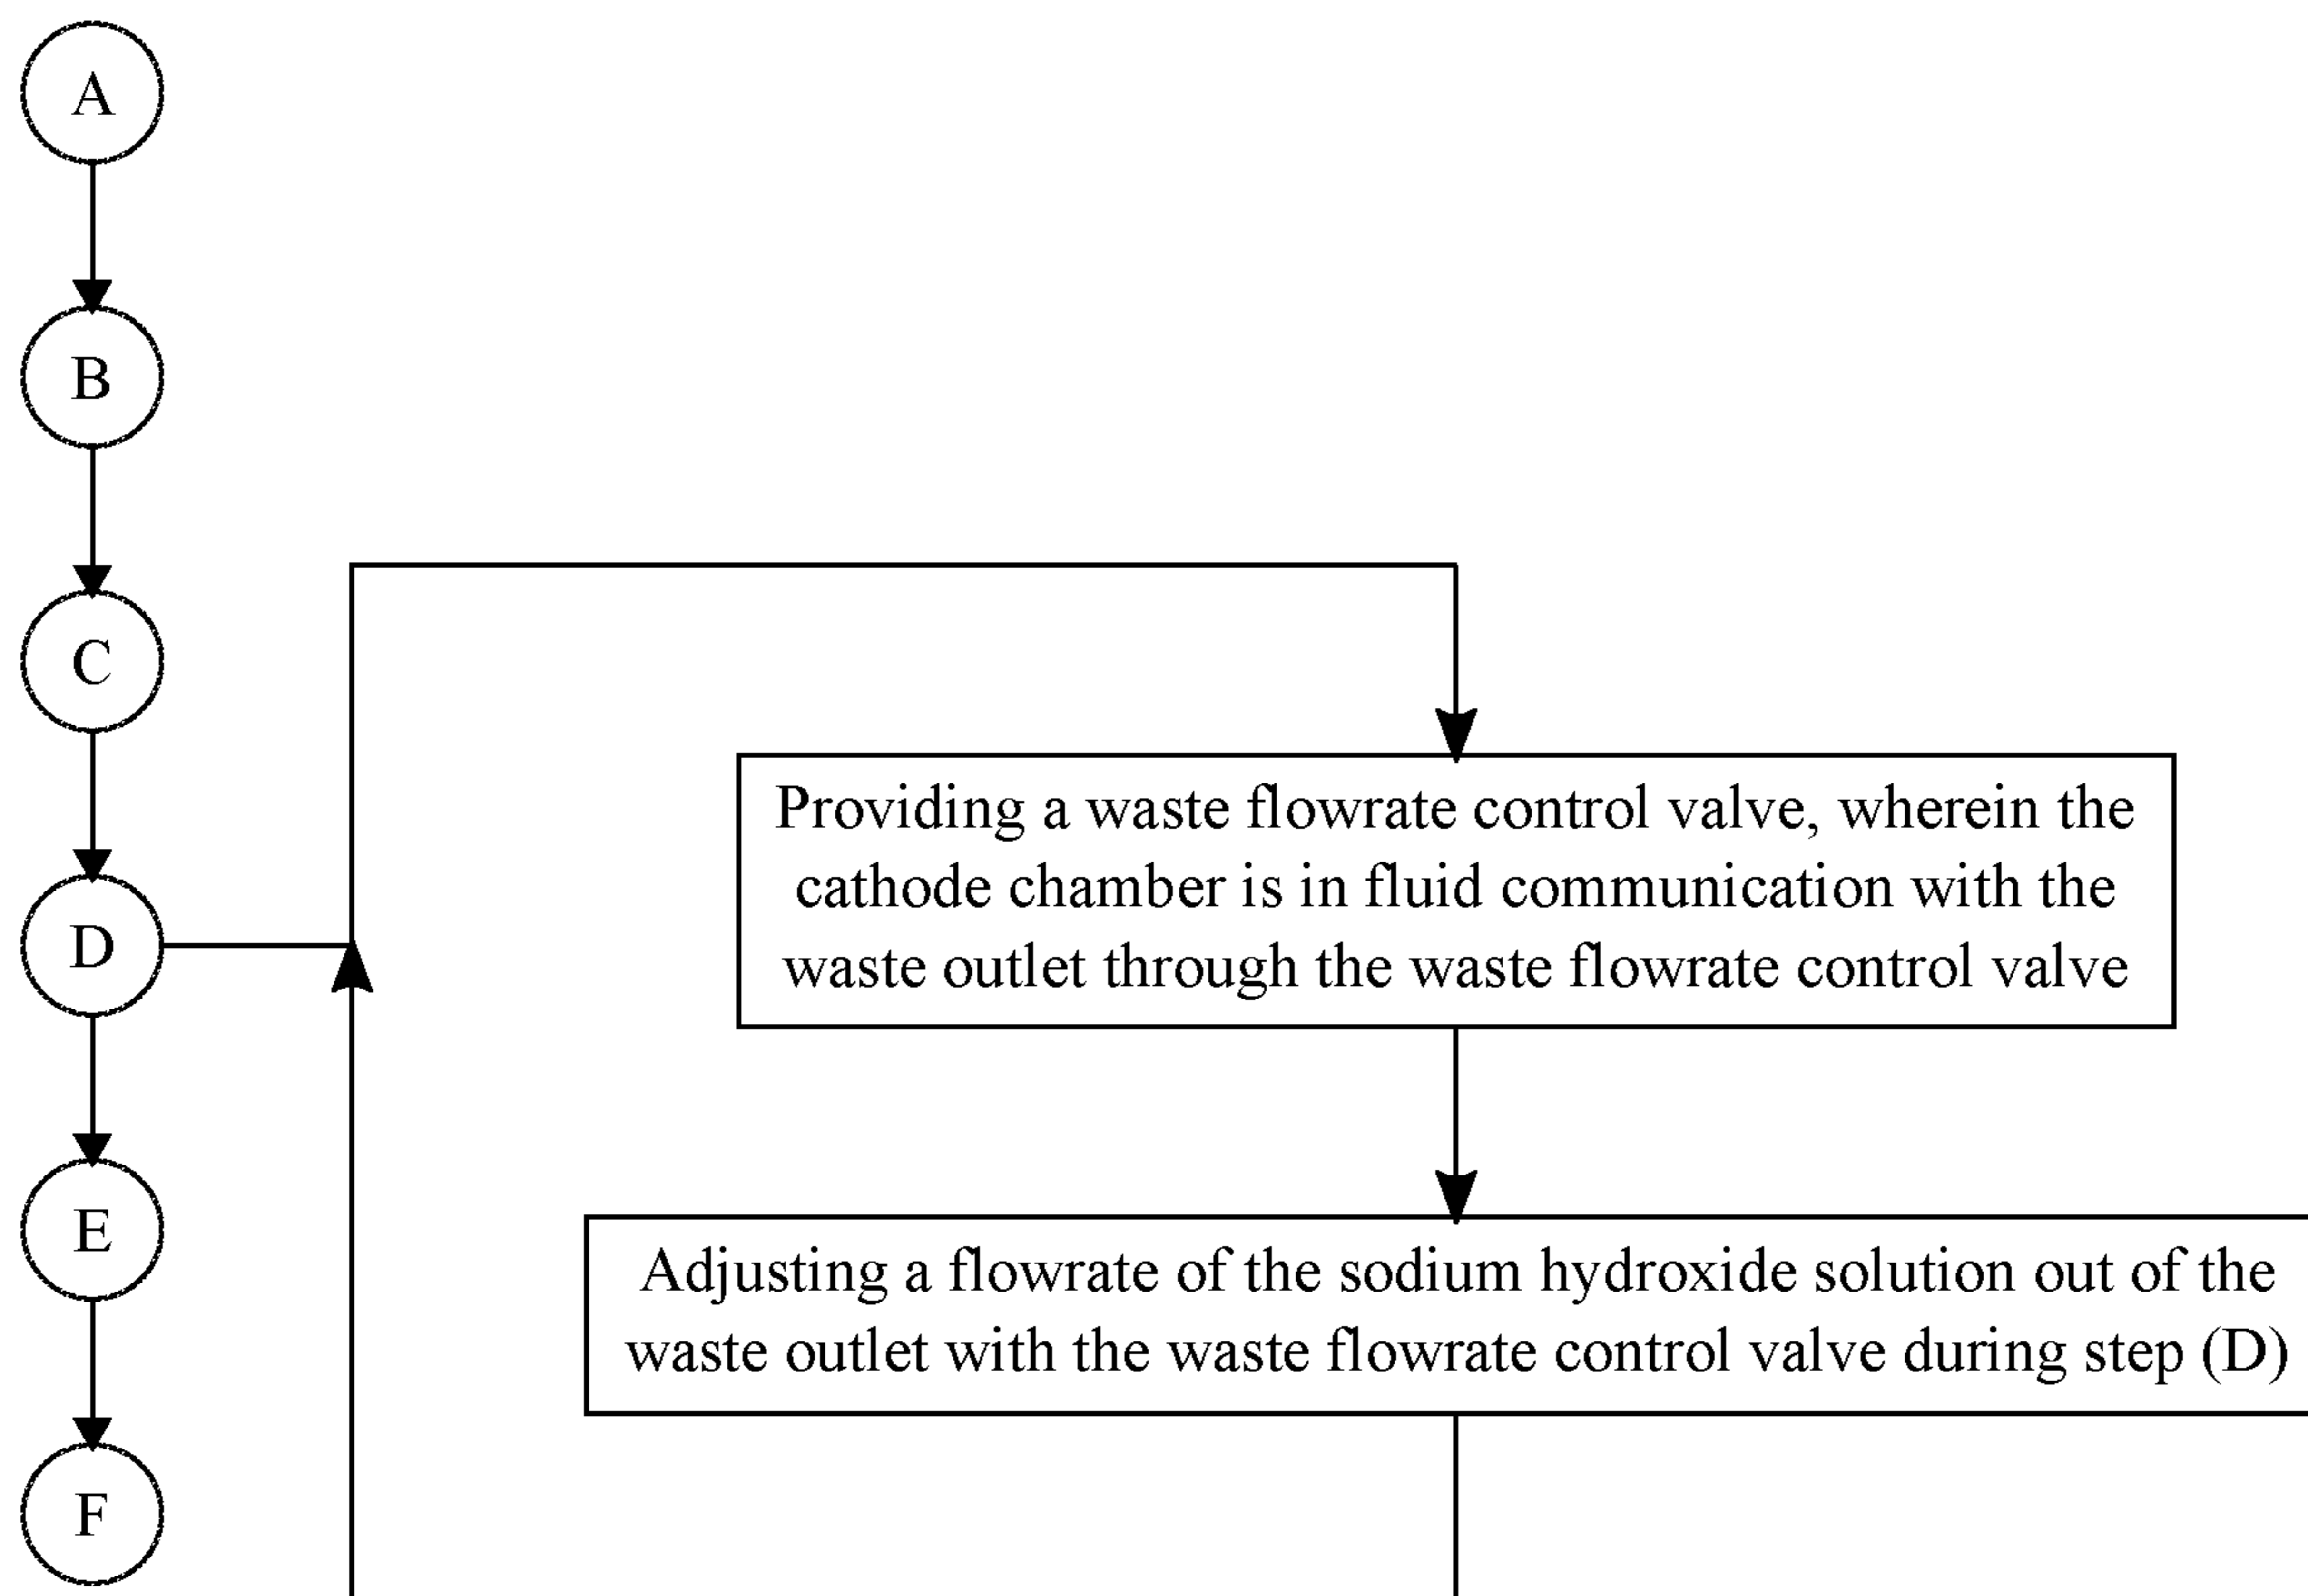 A
B
C
D
E
F
Providing a waste flowrate control valve, wherein the
cathode chamber is in fluid communication with the
waste outlet through the waste flowrate control valve
Adjusting a flowrate of the sodium hydroxide solution out of the
waste outlet with the waste flowrate control valve during step (D)